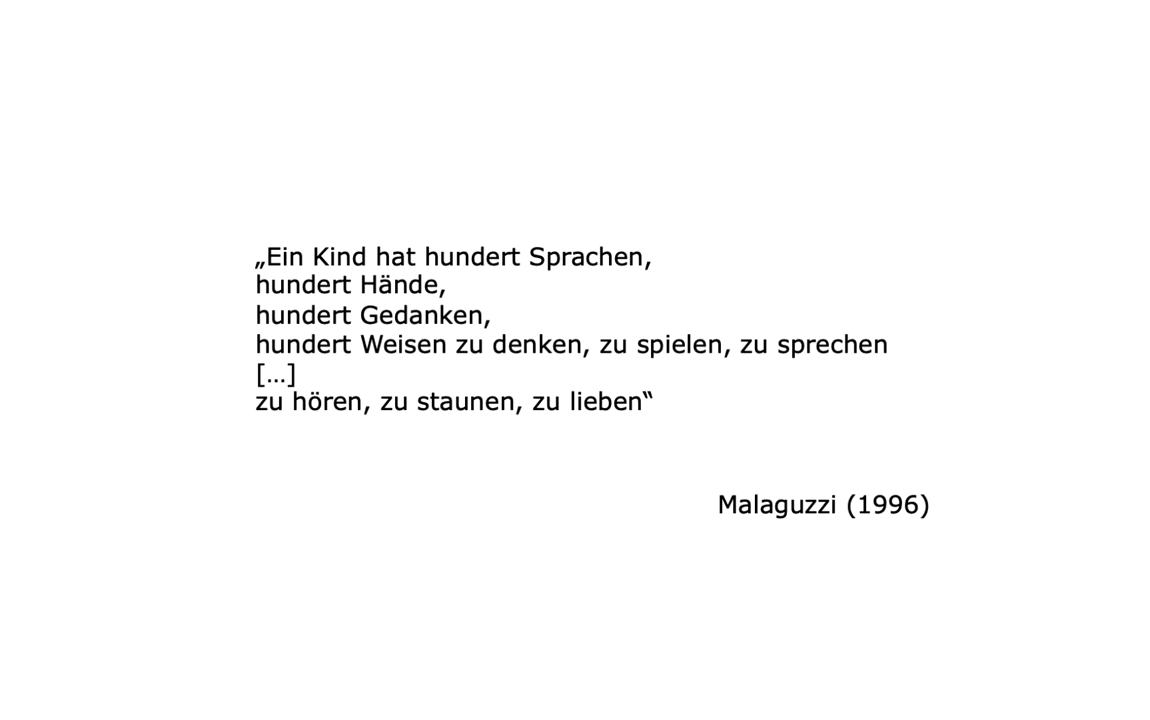 „Ein Kind hat hundert Sprachen,
hundert Hände,
hundert Gedanken,
hundert Weisen zu denken, zu spielen, zu sprechen
[…]
zu hören, zu staunen, zu lieben‟
Malaguzzi (1996)